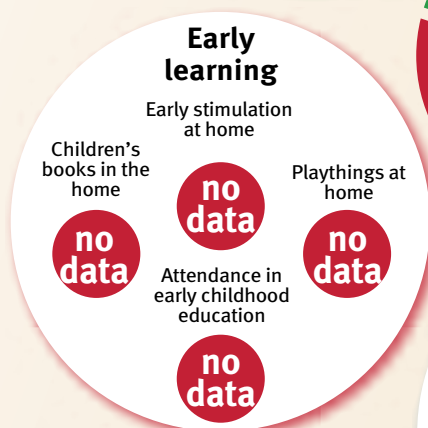 Early
learning
Early stimulation
at home
no
data
Children’s
books in the
home
no
data
Playthings at
home
no
data
Attendance in
early childhood
education
no
data